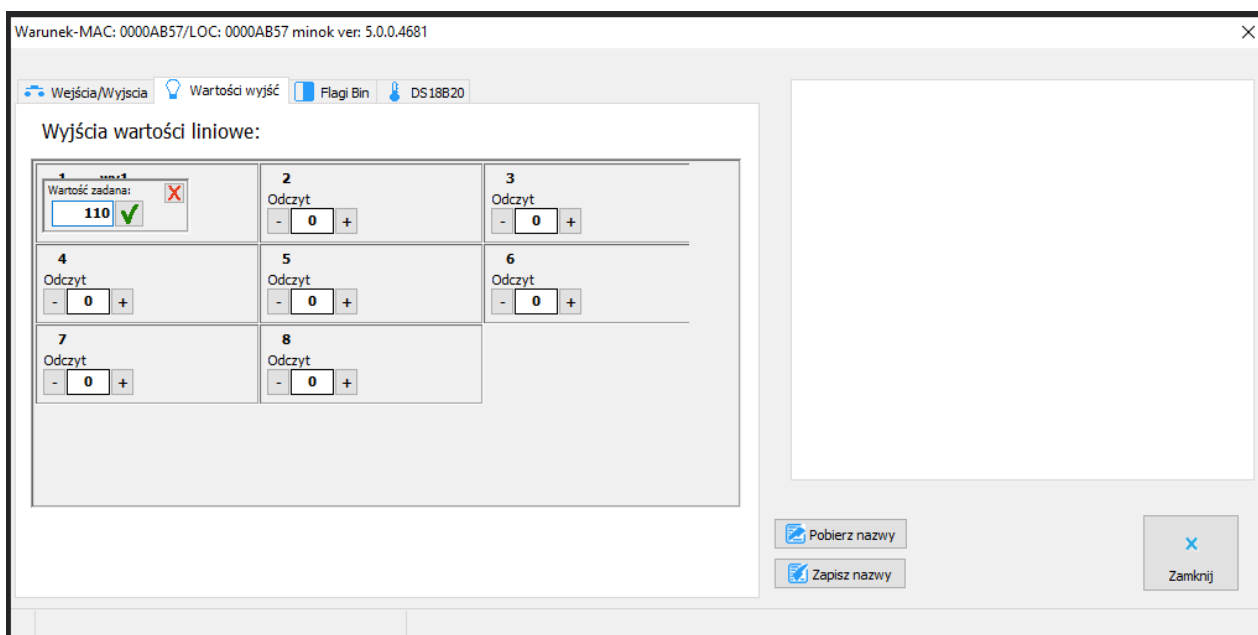 Warunek-MAC: 0000AB57/LOC: 0000AB57 minok ver: 5.0.0.4681
Wejścia/Wyjscia Wartości wyjść Flagi Bin DS18B20
Wyjścia wartości liniowe:
1 wy1 2 3
Wartość zadana: X Odczyt Odczyt
110 - 0 + - 0 +
4 5 6
Odczyt Odczyt Odczyt
- 0 + - 0 + - 0 +
7 8
Odczyt Odczyt
- 0 + - 0 +
Pobierz nazwy
Zapisz nazwy
Zamknij